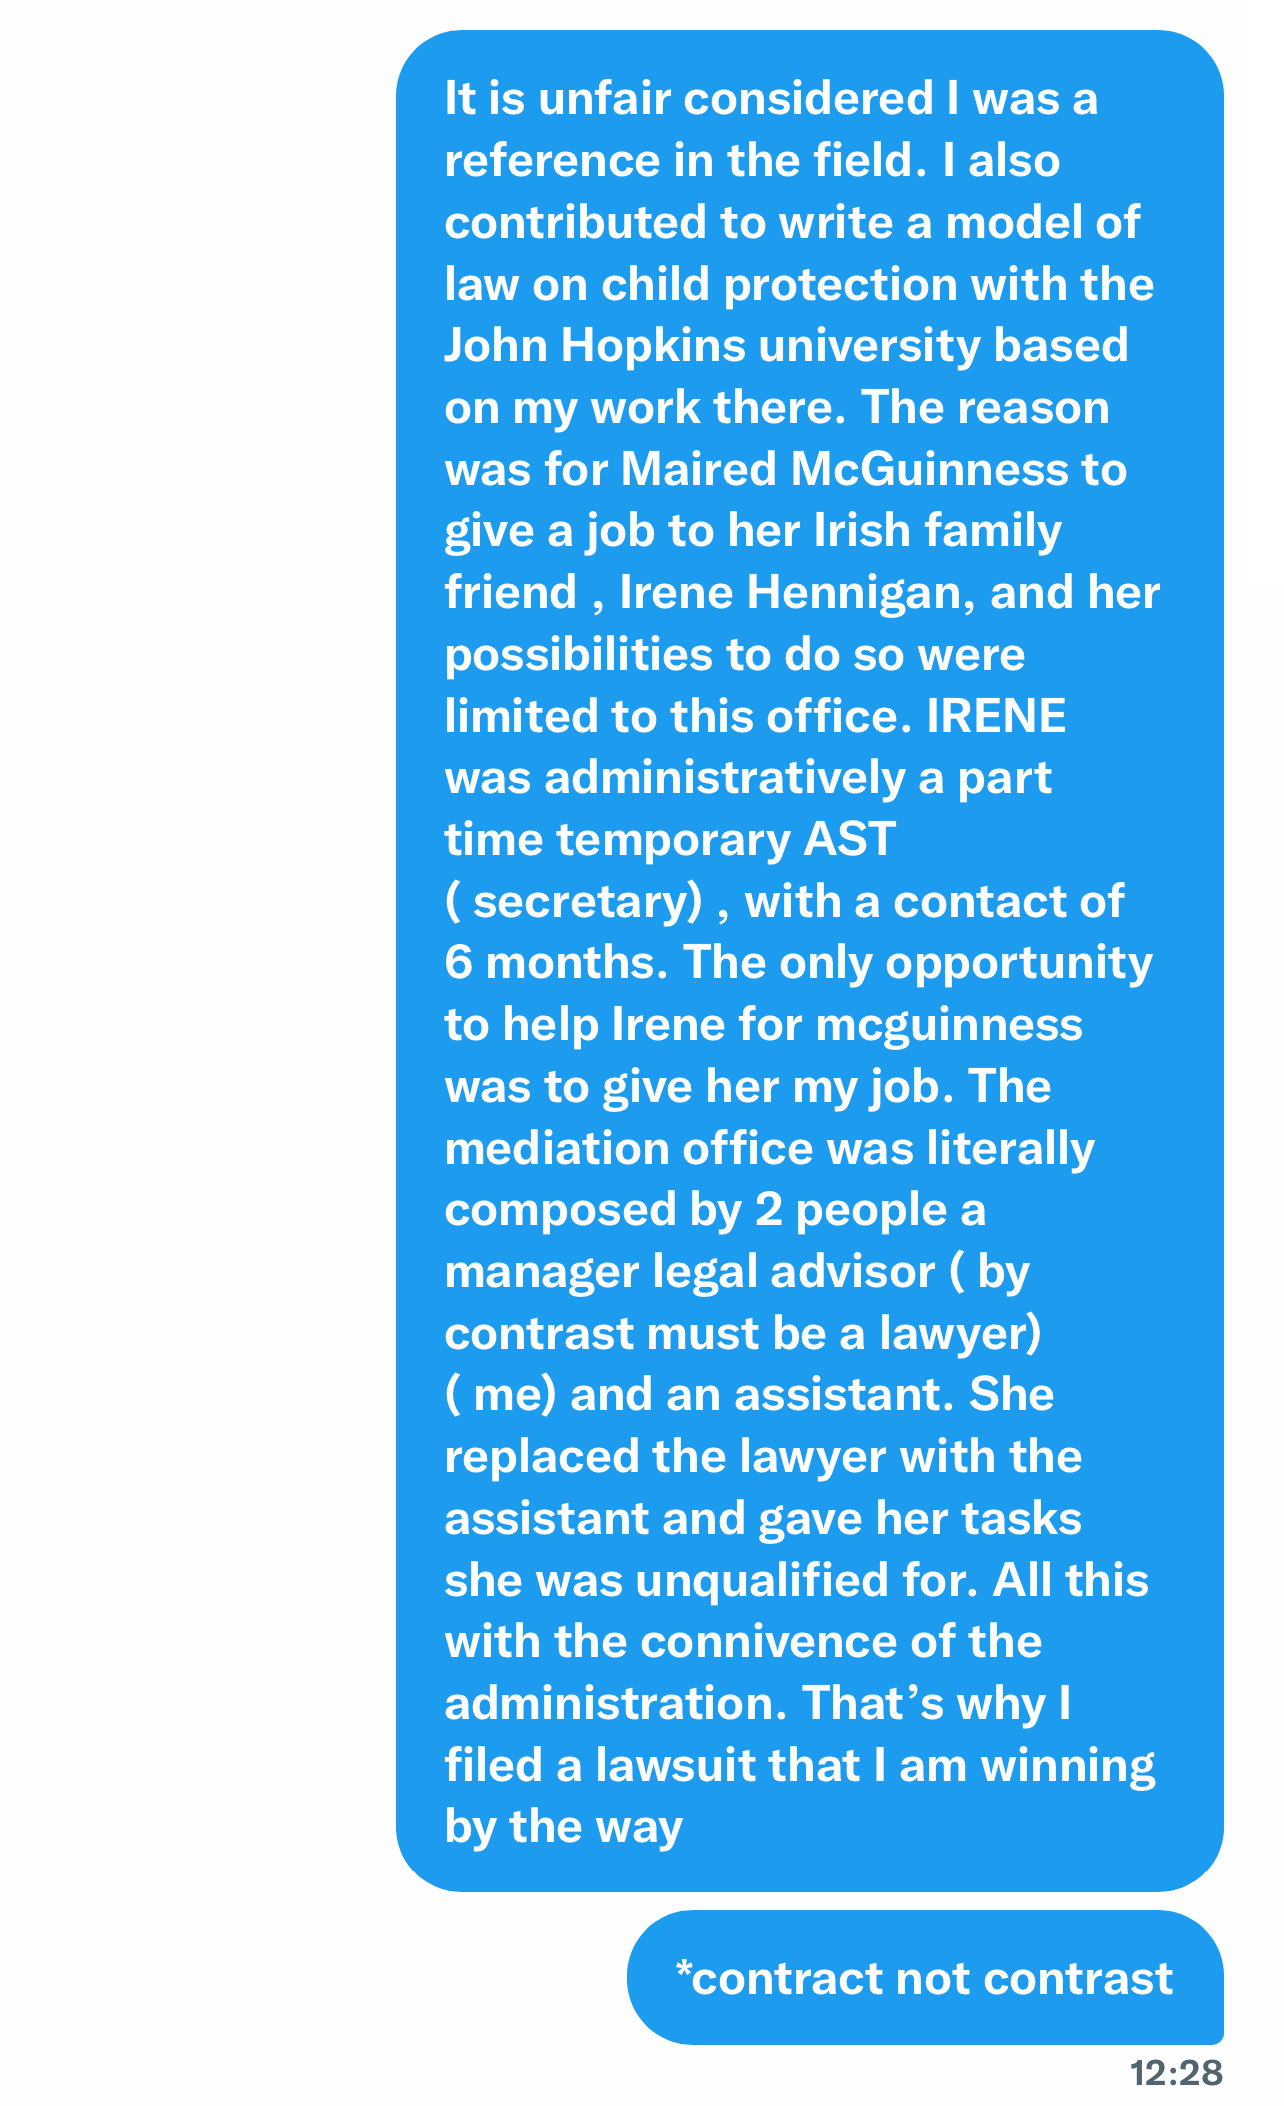 It is unfair considered I was a
reference in the field. I also
contributed to write a model of
law on child protection with the
John Hopkins university based
on my work there. The reason
was for Maired McGuinness to
give a job to her Irish family
friend , Irene Hennigan, and her
possibilities to do so were
limited to this office. IRENE
was administratively a part
time temporary AST
( secretary) , with a contact of
6 months. The only opportunity
to help Irene for mcguinness
was to give her my job. The
mediation office was literally
composed by 2 people a
manager legal advisor ( by
contrast must be a lawyer)
( me) and an assistant. She
replaced the lawyer with the
assistant and gave her tasks
she was unqualified for. All this
with the connivence of the
administration. That’s why I
filed a lawsuit that I am winning
by the way
*contract not contrast
12:28